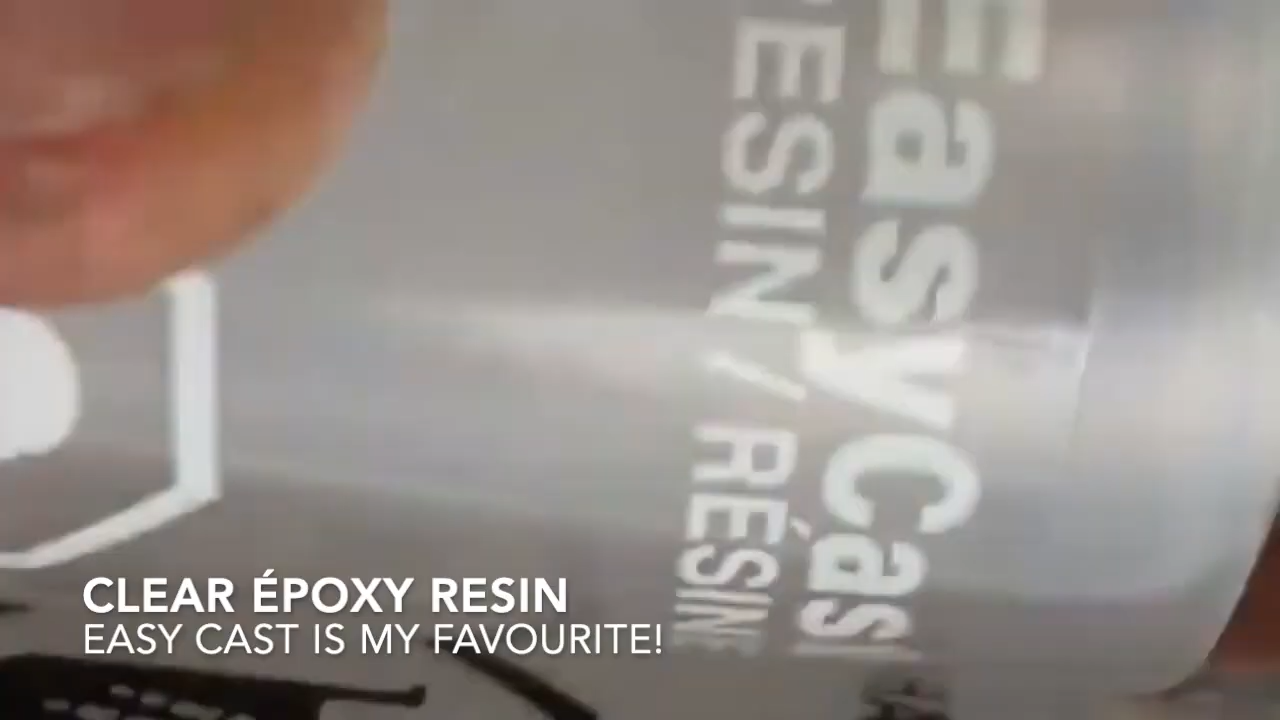 EasyCast
RESIN / RÉSINE
CLEAR ÉPOXY RESIN
EASY CAST IS MY FAVOURITE!